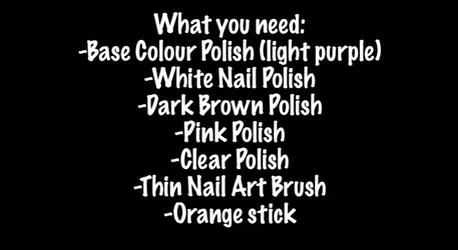 What you need:
-Base Colour Polish (light purple)
-White Nail Polish
-Dark Brown Polish
-Pink Polish
-Clear Polish
-Thin Nail Art Brush
-Orange stick